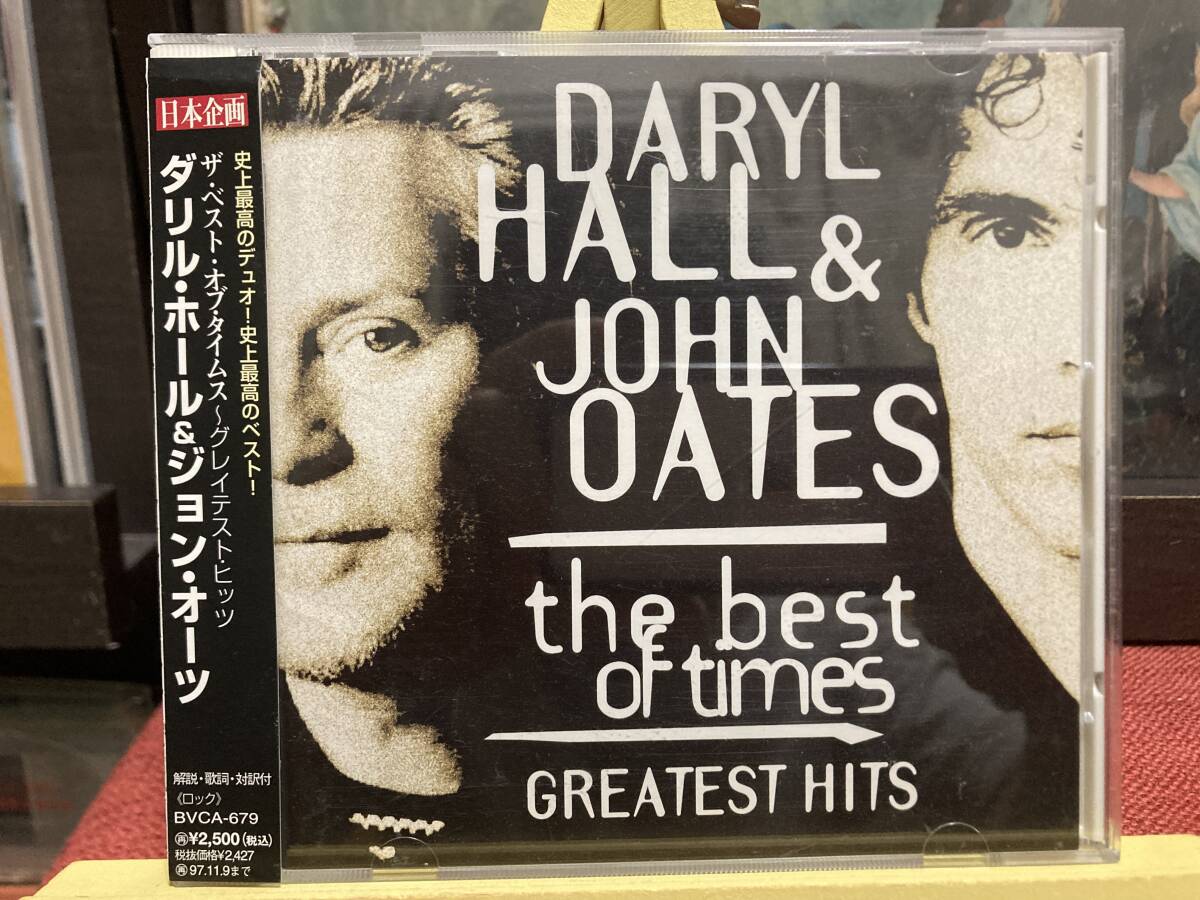 日本企画
史上最高のデュオ!史上最高のベスト!
ザ・ベスト・オブ・タイムス〜グレイテスト・ヒッツ
ダリル・ホール&ジョン・オーツ
解説・歌詞・対訳付
《ロック》
BVCA-679
再¥2,500(税込)
税抜価格¥2,427
再97.11.9まで
DARYL
HALL &
JOHN
OATES
the best
of times
GREATEST HITS